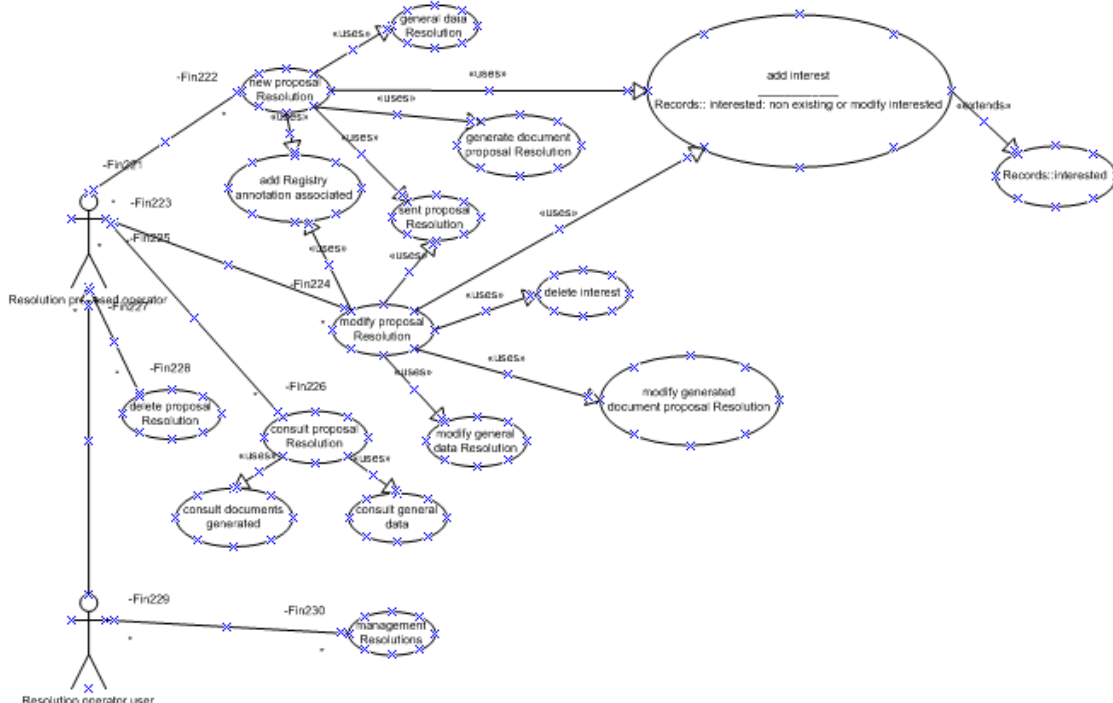 general data
Resolution
«uses»
add interest
-Fin222
new proposal
Resolution
«uses»
Records:: interested: non existing or modify interested
«extends»
*
«uses»
«uses»
generate document
proposal Resolution
«uses»
-Fin221
add Registry
annotation associated
Records::interested
*
-Fin223
sent proposal
Resolution
«uses»
*
-Fin225
«uses»
«uses»
-Fin224
Resolution proposed operator
«uses»
delete interest
*
-Fin227
*
modify proposal
Resolution
«uses»
-Fin228
*
-Fin226
*
«uses»
modify generated
document proposal Resolution
delete proposal
Resolution
consult proposal
Resolution
modify general
data Resolution
«uses»
«uses»
consult documents
generated
consult general
data
-Fin229
-Fin230
*
*
management
Resolutions
Resolution operator user